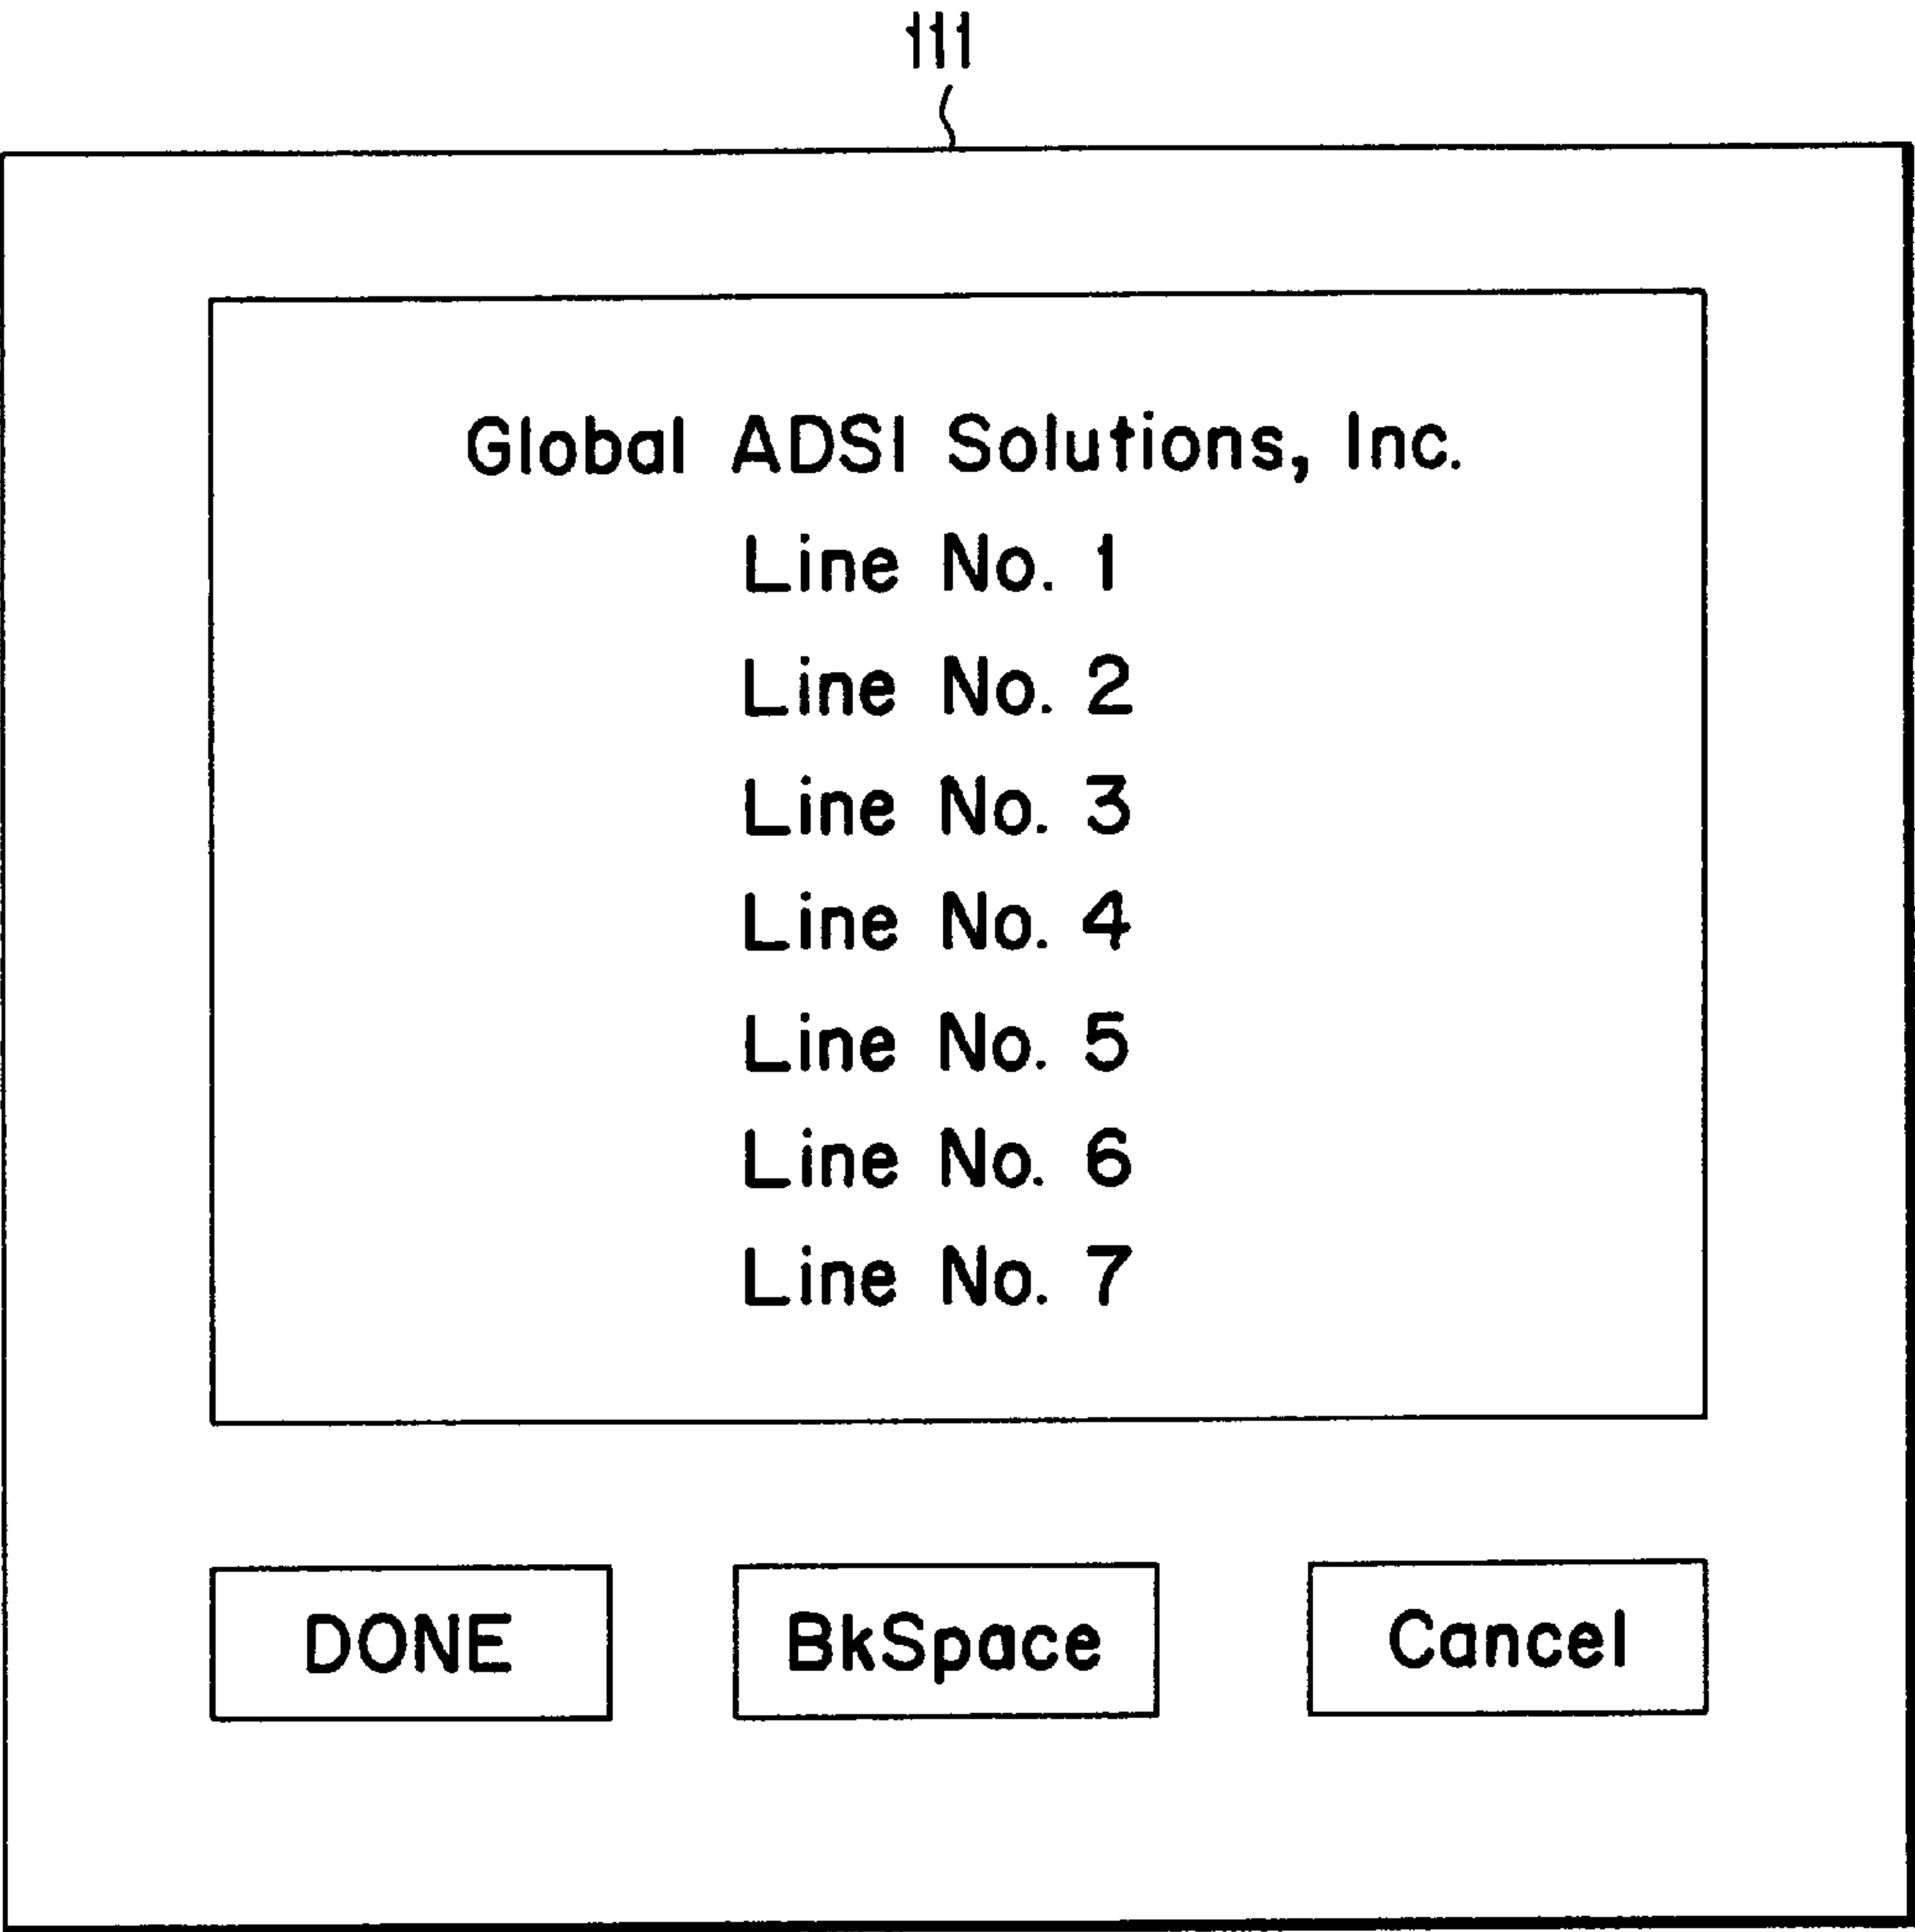 111
Global ADSI Solutions, Inc.
Line No. 1
Line No. 2
Line No. 3
Line No. 4
Line No. 5
Line No. 6
Line No. 7
DONE BkSpace Cancel